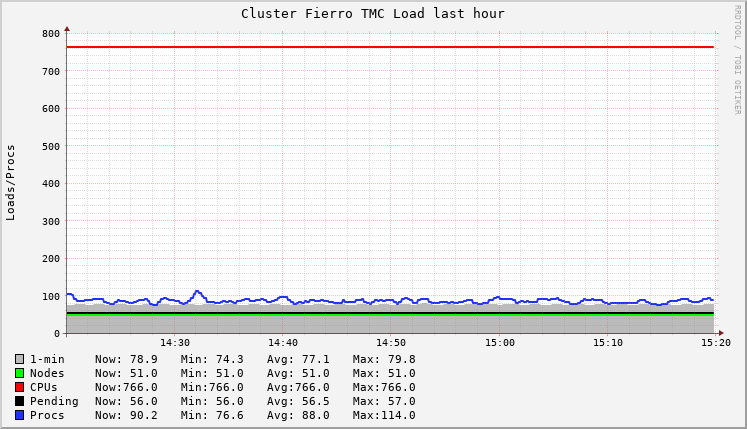 Cluster Fierro TMC Load last hour
RRDTOOL / TOBI OETIKER
Loads/Procs
800
700
600
500
400
300
200
100
0
14:30 14:40 14:50 15:00 15:10 15:20
1-min Now: 78.9 Min: 74.3 Avg: 77.1 Max: 79.8
Nodes Now: 51.0 Min: 51.0 Avg: 51.0 Max: 51.0
CPUs Now:766.0 Min:766.0 Avg:766.0 Max:766.0
Pending Now: 56.0 Min: 56.0 Avg: 56.5 Max: 57.0
Procs Now: 90.2 Min: 76.6 Avg: 88.0 Max:114.0